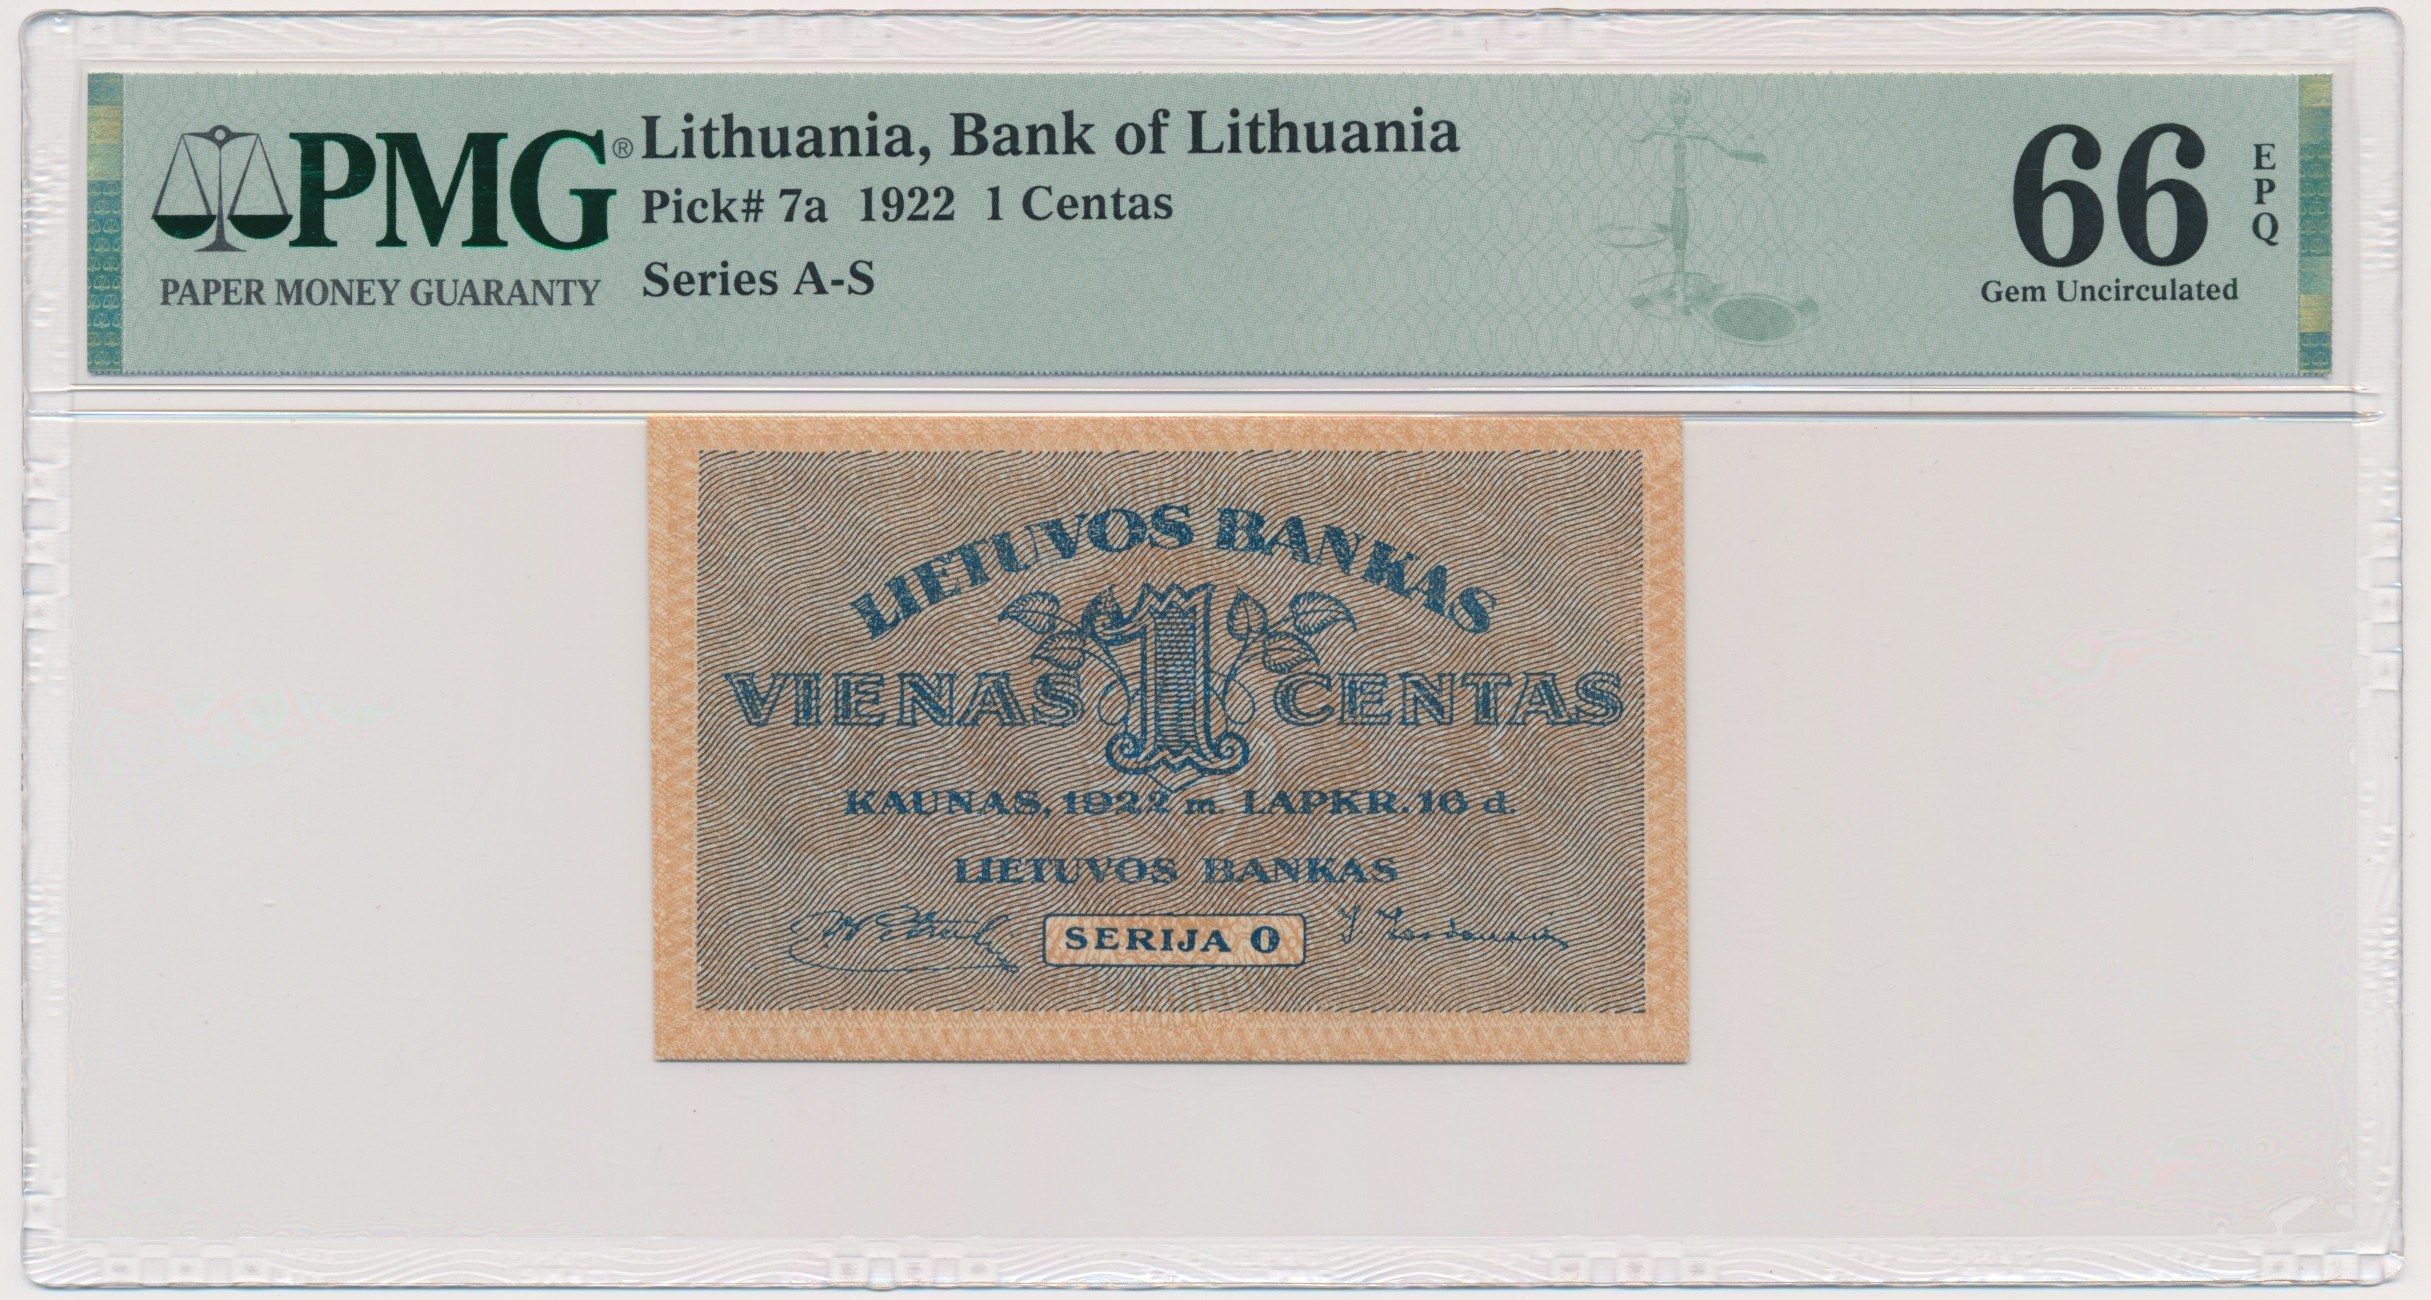 PMG®
PAPER MONEY GUARANTY
Lithuania, Bank of Lithuania
Pick# 7a 1922 1 Centas
Series A-S
66
EPQ
Gem Uncirculated
LIETUVOS BANKAS
VIENAS 1 CENTAS
KAUNAS, 1922 m. LAPKR. 16 d.
LIETUVOS BANKAS
SERIJA O